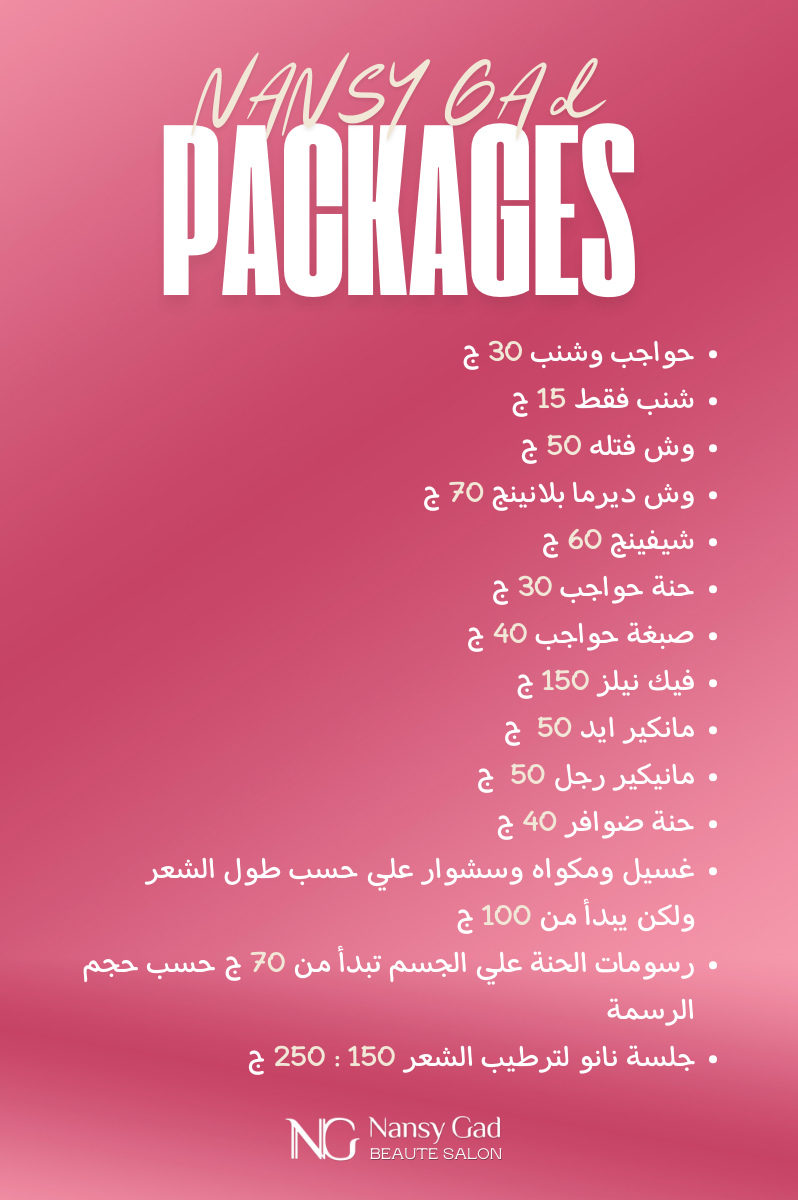 NANSY GAd
PACKAGES
• حواجب وشنب 30 ج
• شنب فقط 15 ج
• وش فتله 50 ج
• وش ديرما بلانينج 70 ج
• شيفينج 60 ج
• حنة حواجب 30 ج
• صبغة حواجب 40 ج
• فيك نيلز 150 ج
• مانكير ايد 50 ج
• مانيكير رجل 50 ج
• حنة ضوافر 40 ج
• غسيل ومكواه وسشوار علي حسب طول الشعر
ولكن يبدأ من 100 ج
• رسومات الحنة علي الجسم تبدأ من 70 ج حسب حجم
الرسمة
• جلسة نانو لترطيب الشعر 150 : 250 ج
NG Nansy Gad
BEAUTE SALON